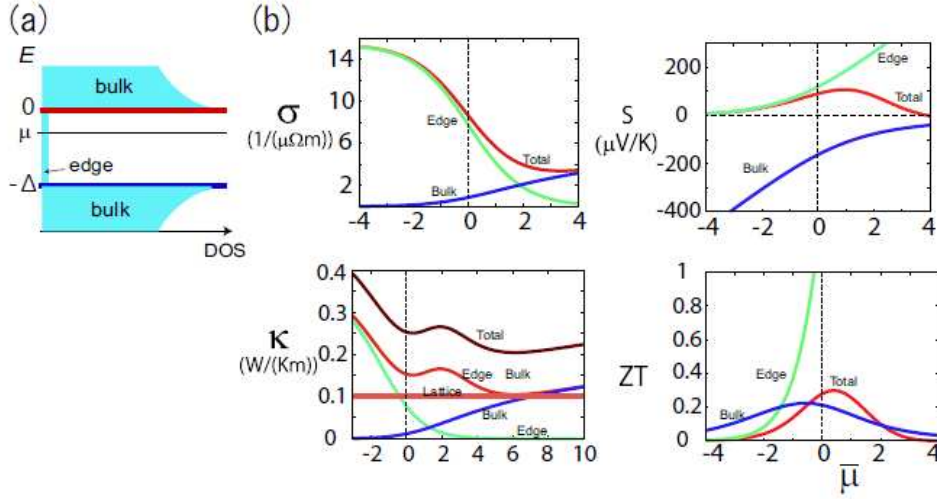 (a)
E
bulk
0
μ
edge
-Δ
bulk
DOS
(b)
14
10
6
2
σ
(1/(μΩm))
Edge
Total
Bulk
-4 -2 0 2 4
200
0
-200
-400
S
(μV/K)
Edge
Total
Bulk
-4 -2 0 2 4
0.4
0.3
0.2
0.1
0
κ
(W/(Km))
Total
Edge Bulk
Lattice
Bulk
Edge
-2 0 2 4 6 8 10
1
0.8
0.6
0.4
0.2
0
ZT
Edge
Total
Bulk
-4 -2 0 2 4
μ̅